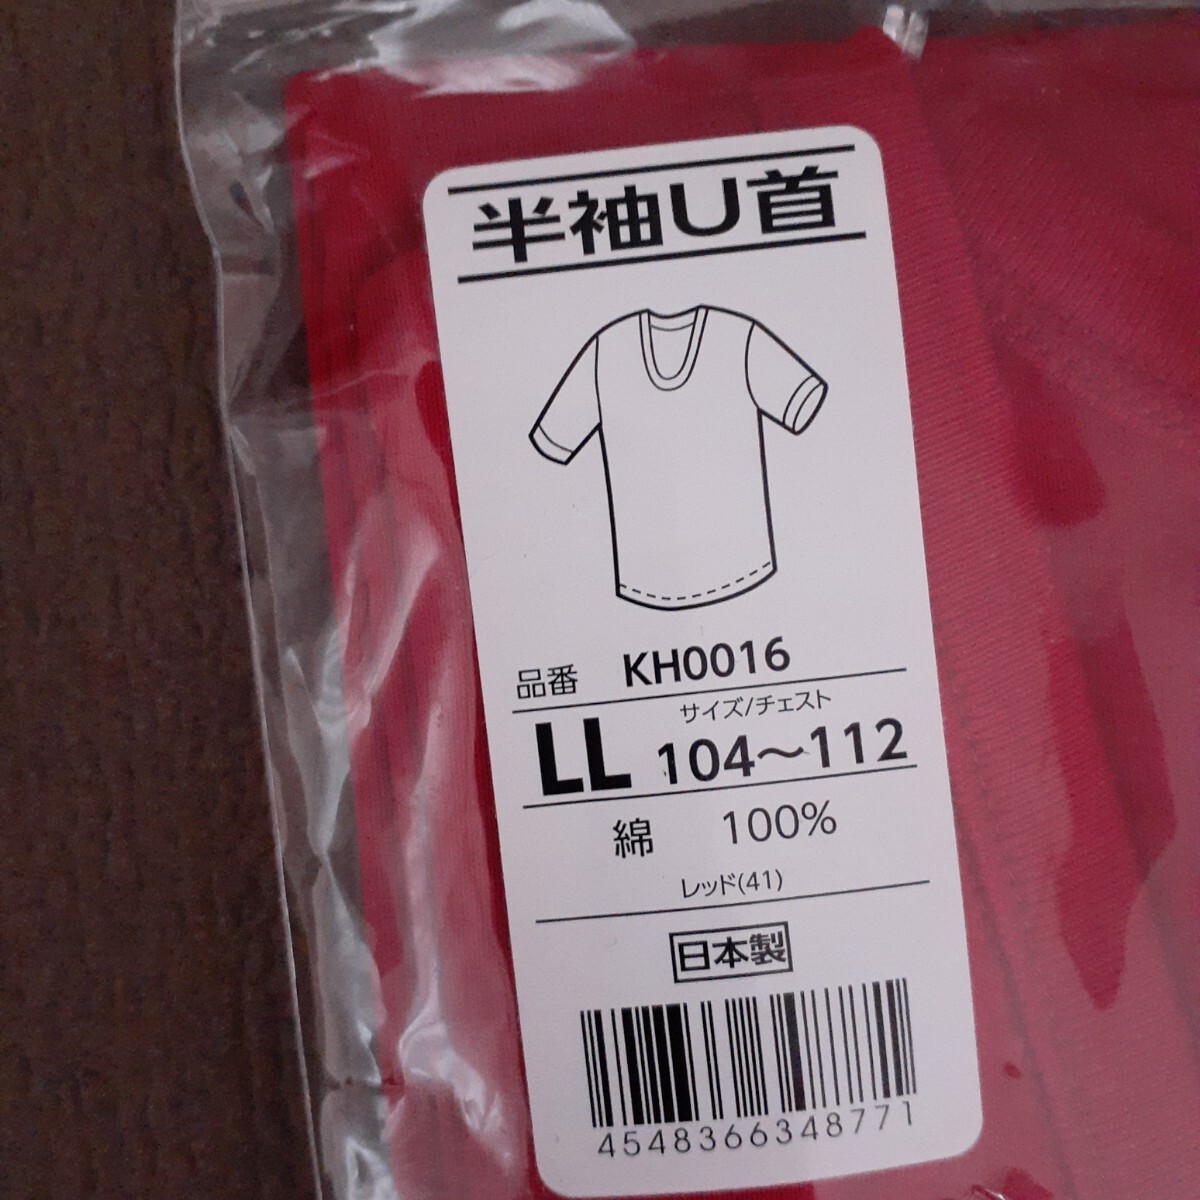 半袖U首
品番 KH0016
サイズ/チェスト
LL 104～112
綿 100%
レッド(41)
日本製
4548366348771